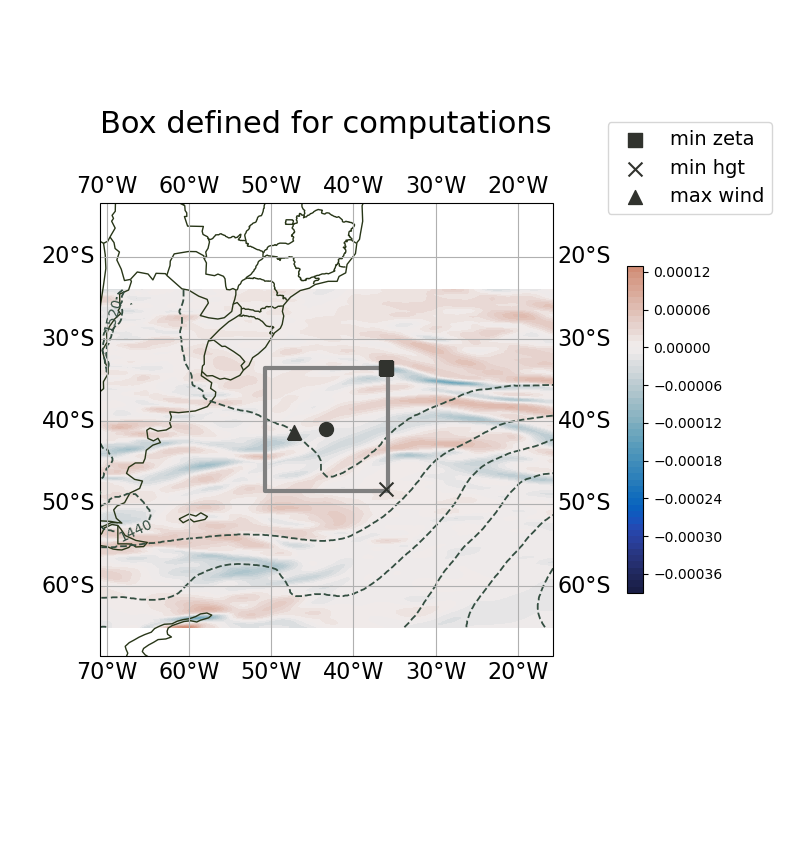 Box defined for computations
min zeta
min hgt
max wind
70°W 60°W 50°W 40°W 30°W 20°W
20°S 20°S
30°S 30°S
40°S 40°S
50°S 50°S
60°S 60°S
1440
70°W 60°W 50°W 40°W 30°W 20°W
0.00012
0.00006
0.00000
−0.00006
−0.00012
−0.00018
−0.00024
−0.00030
−0.00036